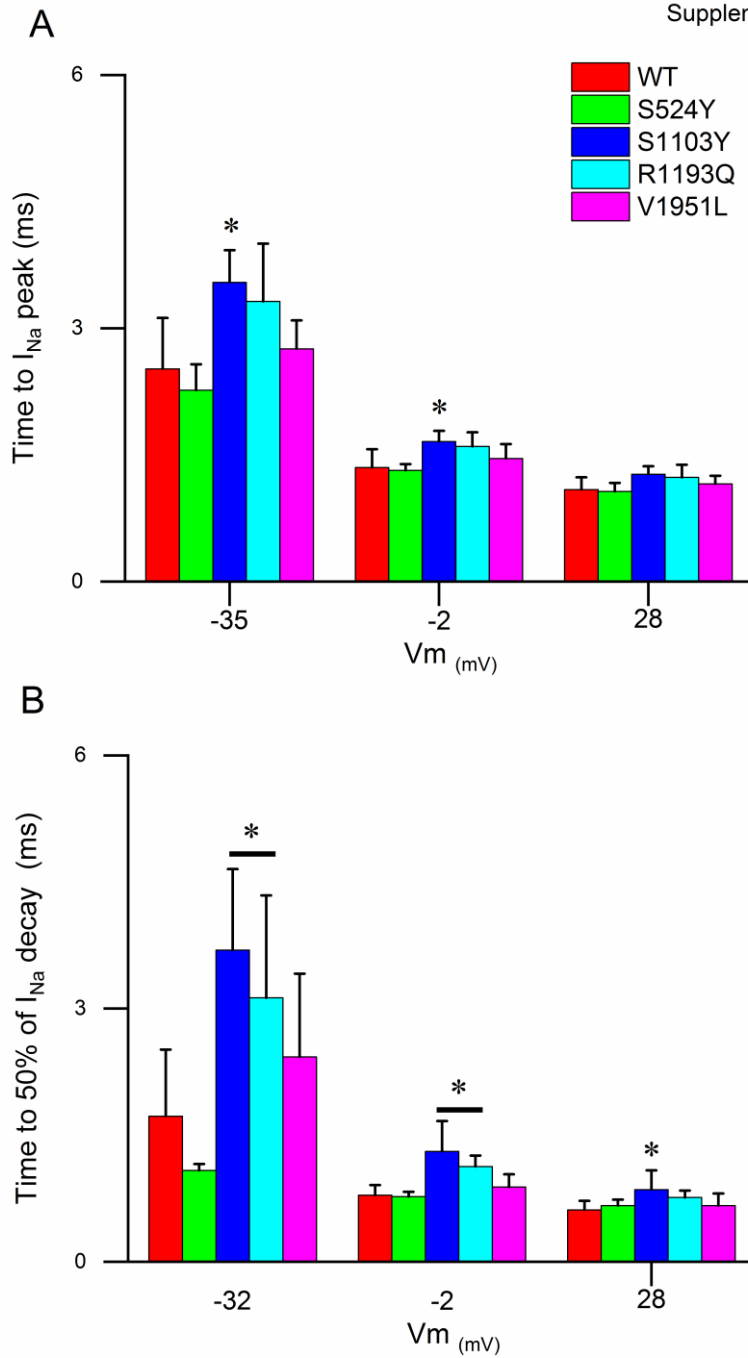 Suppler
A
6
WT
S524Y
S1103Y
R1193Q
V1951L
*
3
*
Time to INa peak (ms)
0
-35 -2 28
Vm (mV)
B
6
*
3
*
*
Time to 50% of INa decay (ms)
0
-32 -2 28
Vm (mV)